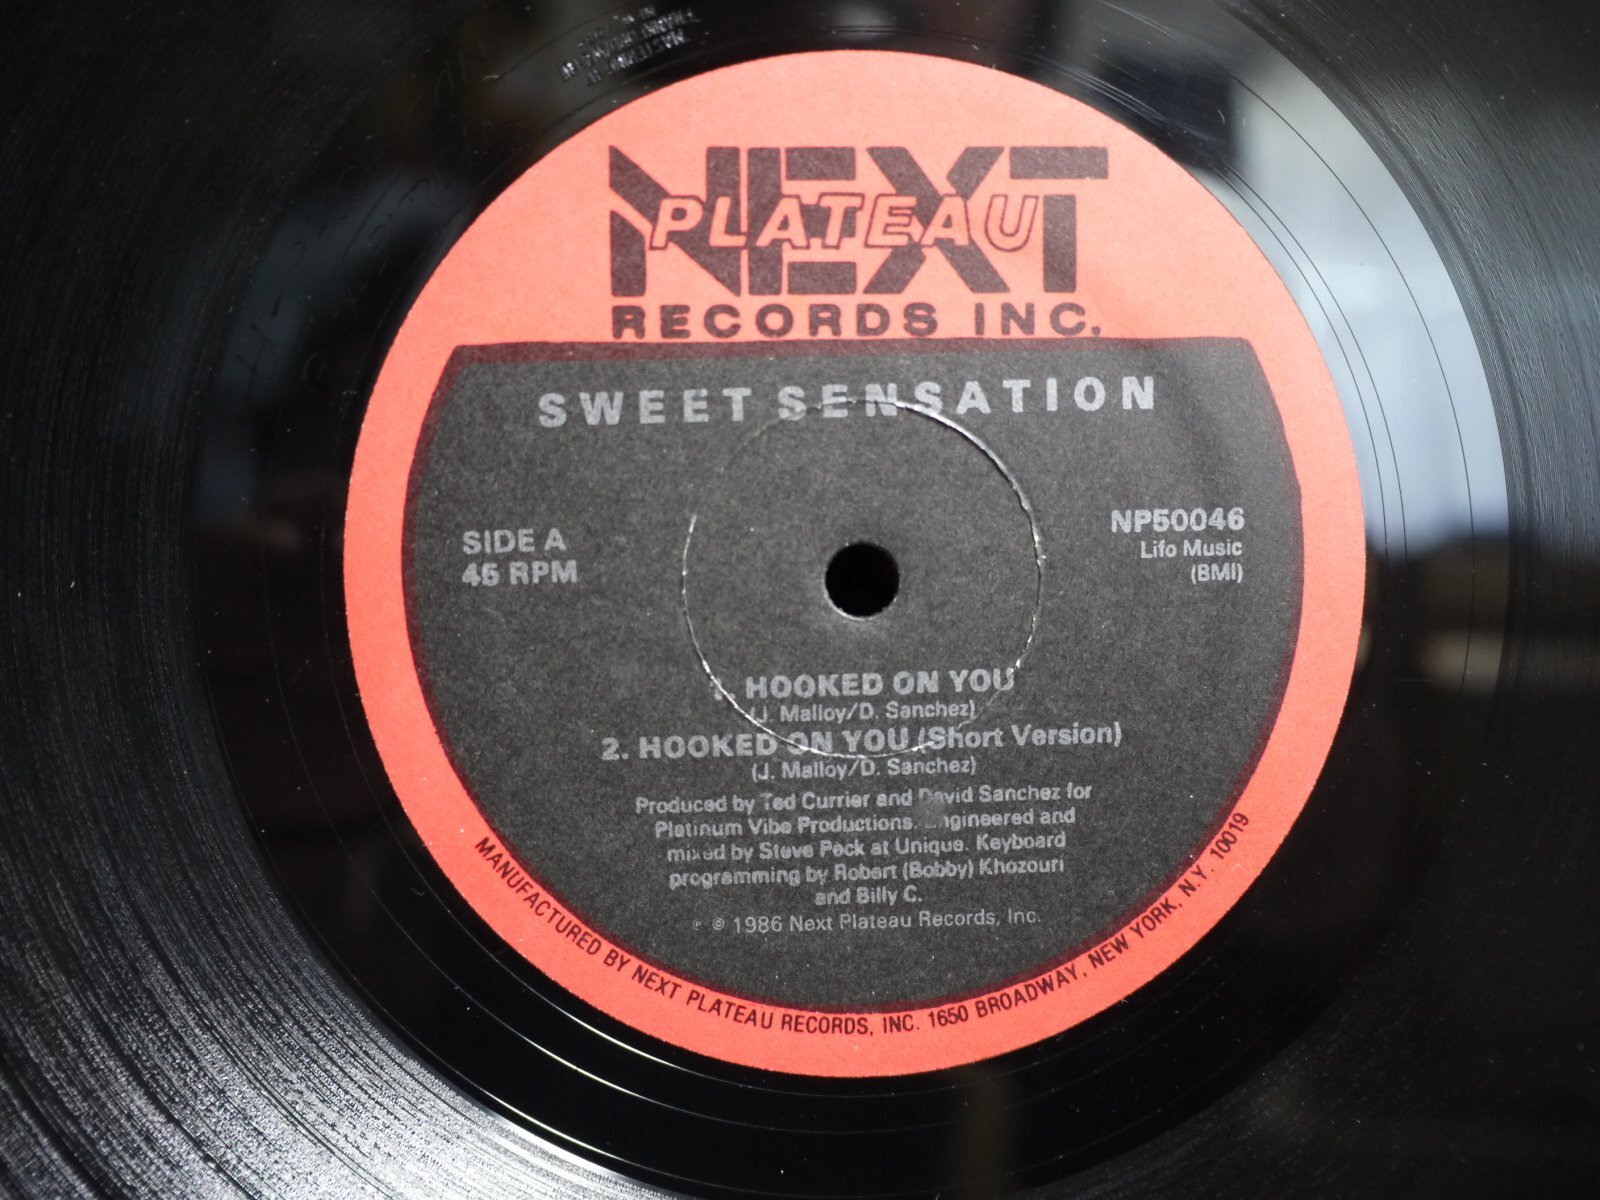 NEXT
PLATEAU
RECORDS INC.
SWEET SENSATION
SIDE A
45 RPM
NP50046
Lifo Music
(BMI)
1. HOOKED ON YOU
(J. Malloy/D. Sanchez)
2. HOOKED ON YOU (Short Version)
(J. Malloy/D. Sanchez)
Produced by Ted Currier and David Sanchez for
Platinum Vibe Productions. Engineered and
mixed by Steve Peck at Unique. Keyboard
programming by Robert (Bobby) Khozouri
and Billy C.
℗ © 1986 Next Plateau Records, Inc.
MANUFACTURED BY NEXT PLATEAU RECORDS, INC. 1650 BROADWAY, NEW YORK, N.Y. 10019